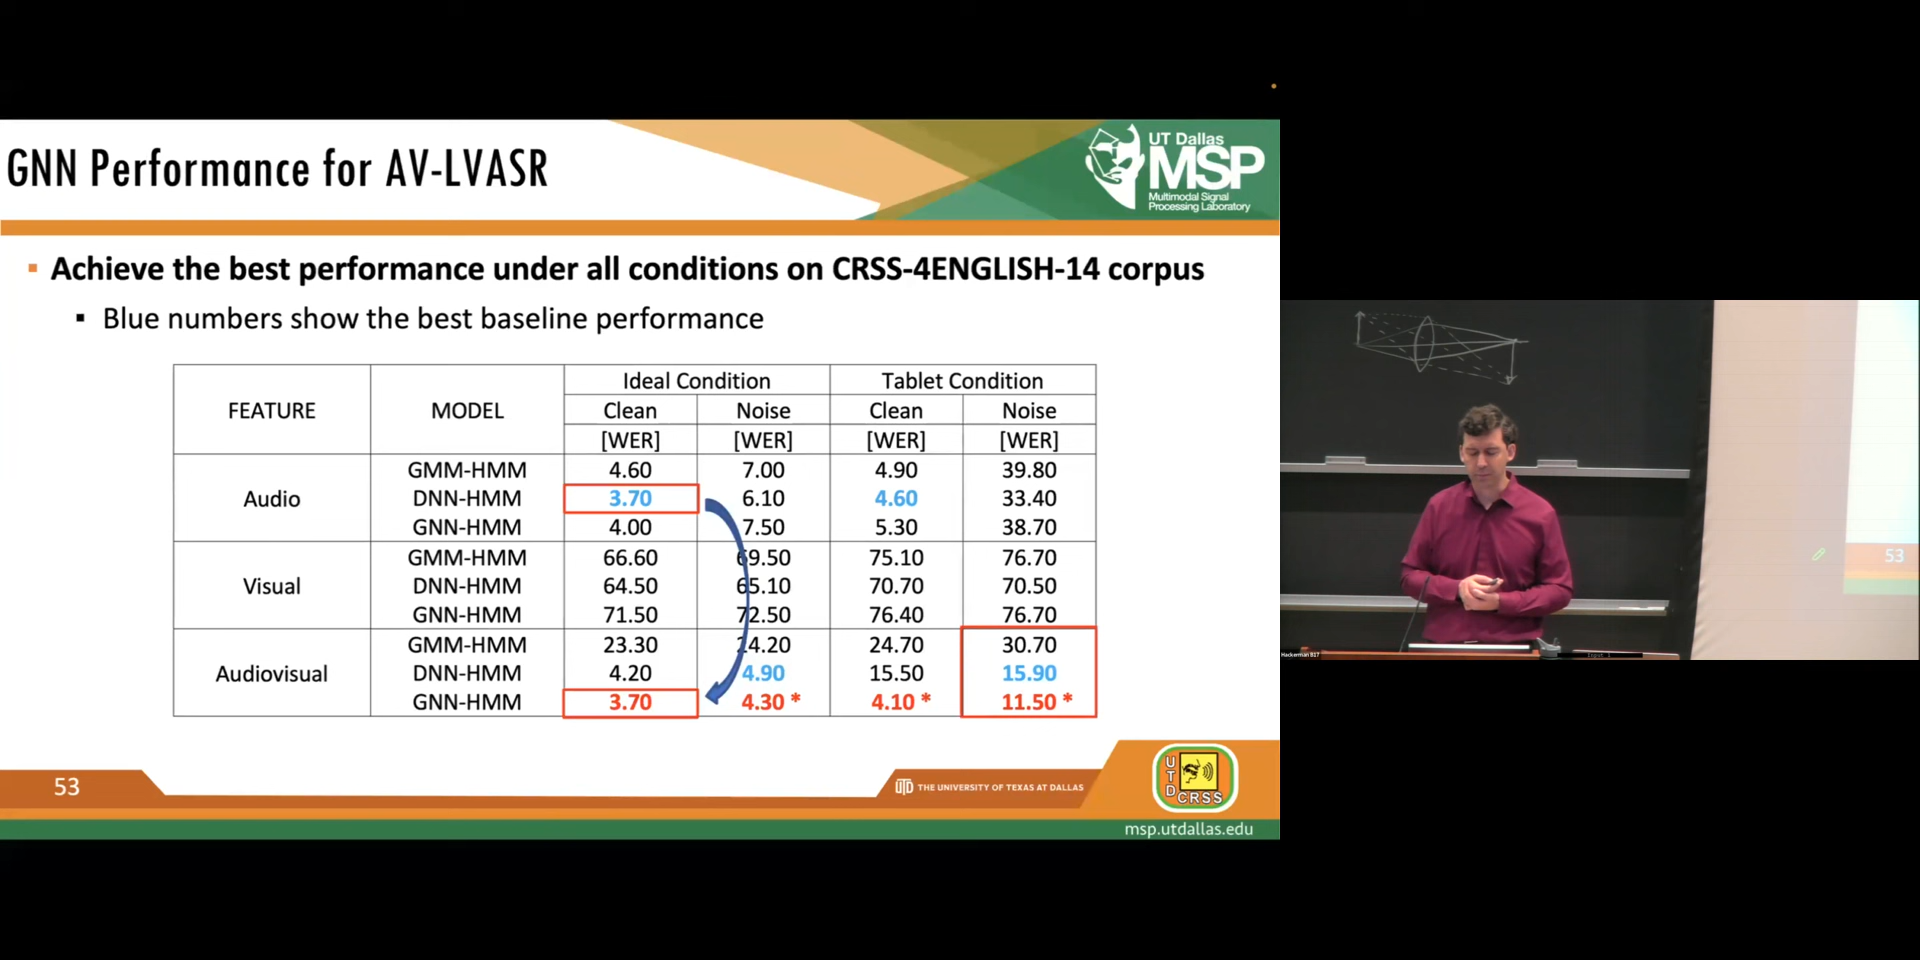 GNN Performance for AV-LVASR
UT Dallas
MSP
Multimodal Signal
Processing Laboratory
▪ Achieve the best performance under all conditions on CRSS-4ENGLISH-14 corpus
▪ Blue numbers show the best baseline performance
FEATURE MODEL Ideal Condition Tablet Condition
Clean Noise Clean Noise
[WER] [WER] [WER] [WER]
Audio GMM-HMM 4.60 7.00 4.90 39.80
DNN-HMM 3.70 6.10 4.60 33.40
GNN-HMM 4.00 7.50 5.30 38.70
Visual GMM-HMM 66.60 69.50 75.10 76.70
DNN-HMM 64.50 65.10 70.70 70.50
GNN-HMM 71.50 72.50 76.40 76.70
Audiovisual GMM-HMM 23.30 24.20 24.70 30.70
DNN-HMM 4.20 4.90 15.50 15.90
GNN-HMM 3.70 4.30 * 4.10 * 11.50 *
53
UTD THE UNIVERSITY OF TEXAS AT DALLAS
UTD
CRSS
msp.utdallas.edu
53
Hackerman B17